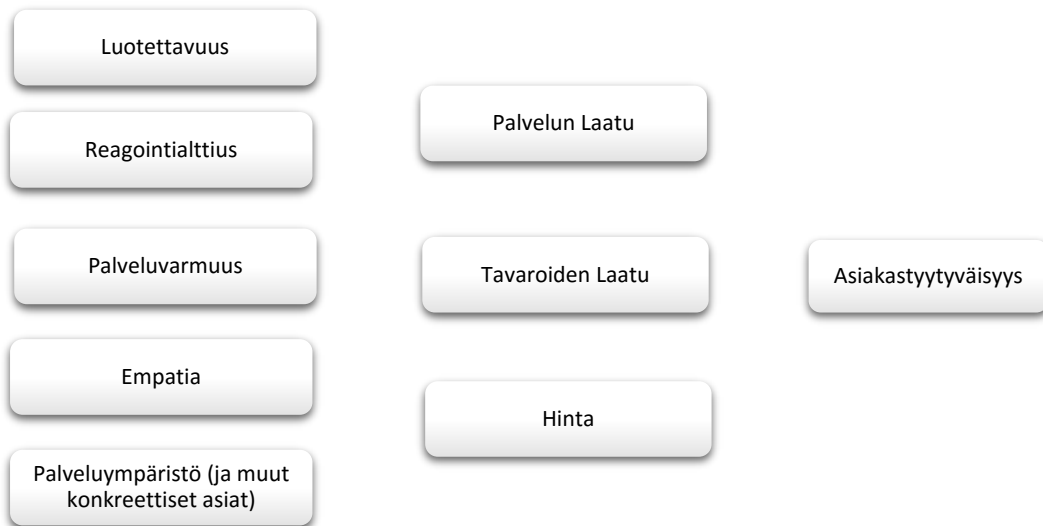 Luotettavuus
Reagointialttius
Palveluvarmuus
Empatia
Palveluympäristö (ja muut
konkreettiset asiat)
Palvelun Laatu
Tavaroiden Laatu
Hinta
Asiakastyytyväisyys